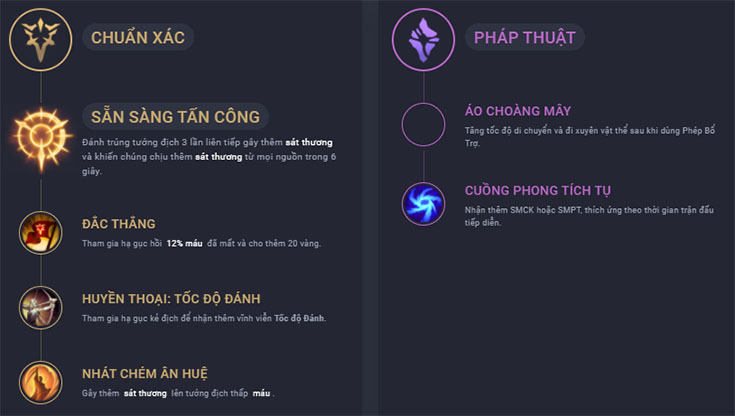 CHUẨN XÁC
SẴN SÀNG TẤN CÔNG
Đánh trúng tướng địch 3 lần liên tiếp gây thêm sát thương
và khiến chúng chịu thêm sát thương từ mọi nguồn trong 6
giây.
ĐẮC THẮNG
Tham gia hạ gục hồi 12% máu đã mất và cho thêm 20 vàng.
HUYỀN THOẠI: TỐC ĐỘ ĐÁNH
Tham gia hạ gục kẻ địch để nhận thêm vĩnh viễn Tốc độ Đánh.
NHÁT CHÉM ÂN HUỆ
Gây thêm sát thương lên tướng địch thấp máu .
PHÁP THUẬT
ÁO CHOÀNG MÂY
Tăng tốc độ di chuyển và đi xuyên vật thể sau khi dùng Phép Bổ
Trợ.
CUỒNG PHONG TÍCH TỤ
Nhận thêm SMCK hoặc SMPT, thích ứng theo thời gian trận đấu
tiếp diễn.